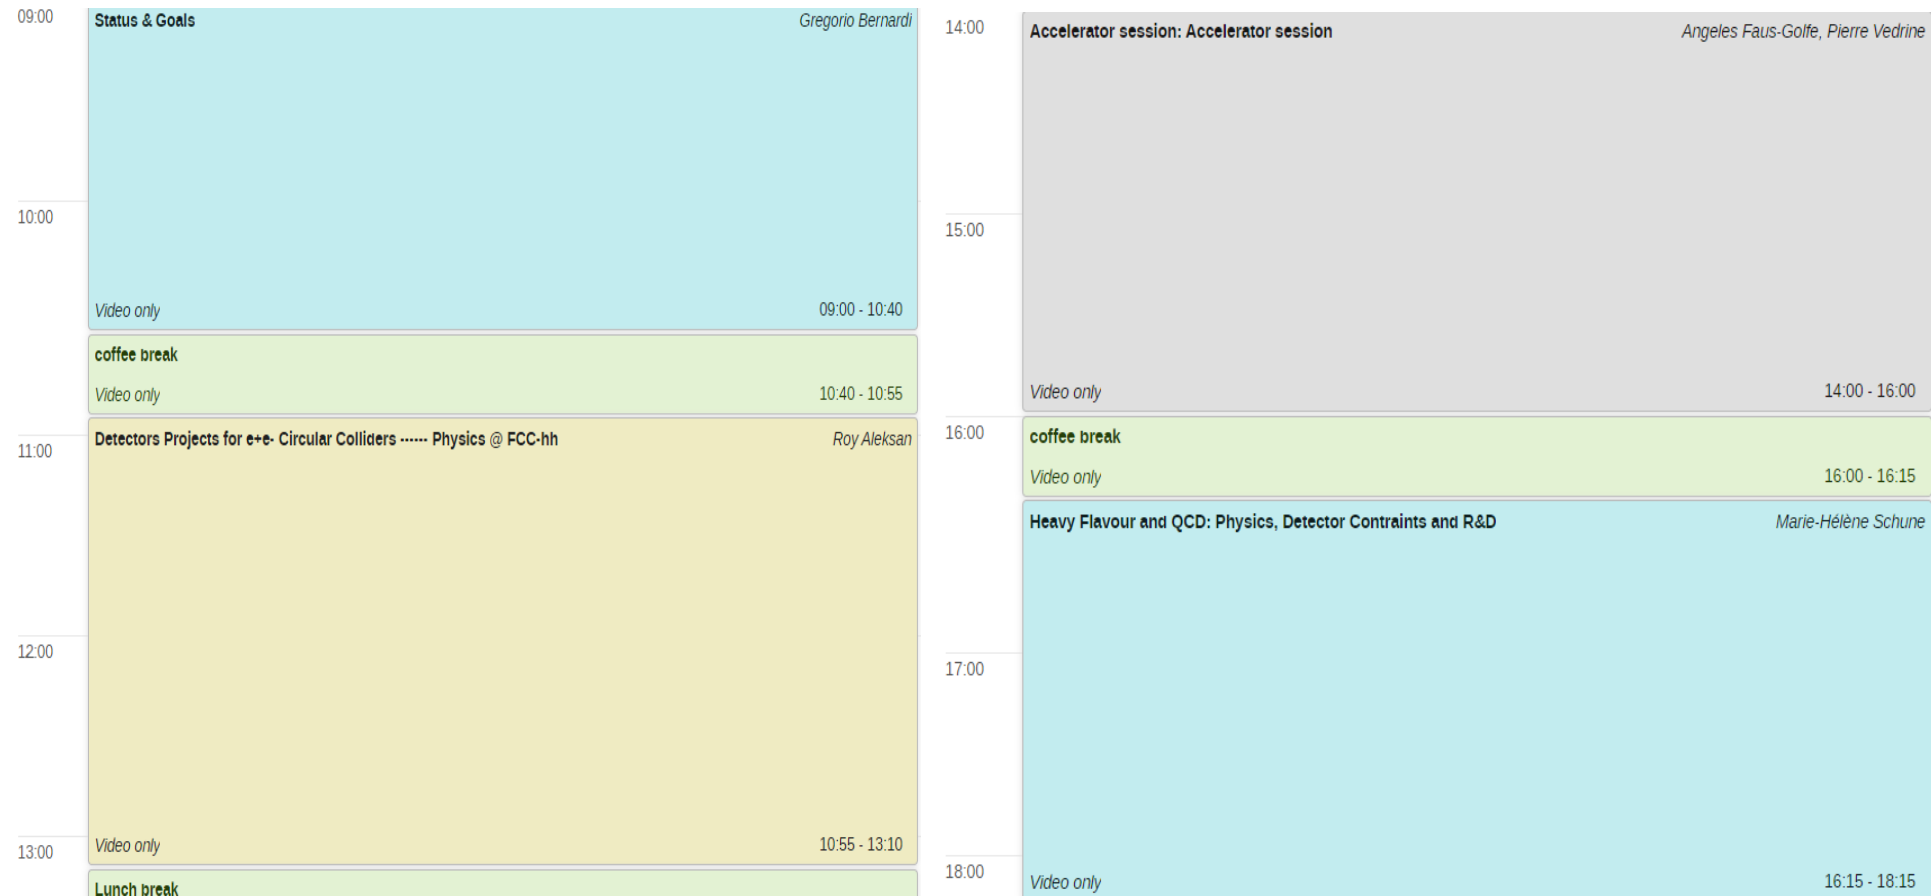 09:00
Status & Goals Gregorio Bernardi
10:00
Video only 09:00 - 10:40
coffee break
Video only 10:40 - 10:55
Detectors Projects for e+e- Circular Colliders ------ Physics @ FCC-hh Roy Aleksan
11:00
12:00
Video only 10:55 - 13:10
13:00
Lunch break
14:00
Accelerator session: Accelerator session Angeles Faus-Golfe, Pierre Vedrine
15:00
Video only 14:00 - 16:00
16:00
coffee break
Video only 16:00 - 16:15
Heavy Flavour and QCD: Physics, Detector Contraints and R&D Marie-Hélène Schune
17:00
18:00
Video only 16:15 - 18:15